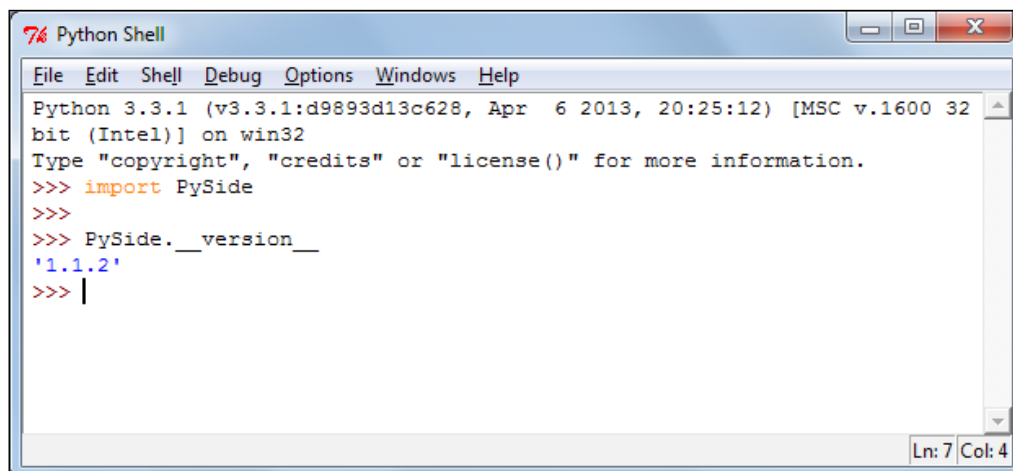 Python Shell
File Edit Shell Debug Options Windows Help
Python 3.3.1 (v3.3.1:d9893d13c628, Apr  6 2013, 20:25:12) [MSC v.1600 32
bit (Intel)] on win32
Type "copyright", "credits" or "license()" for more information.
>>> import PySide
>>>
>>> PySide.__version__
'1.1.2'
>>>
Ln: 7 Col: 4